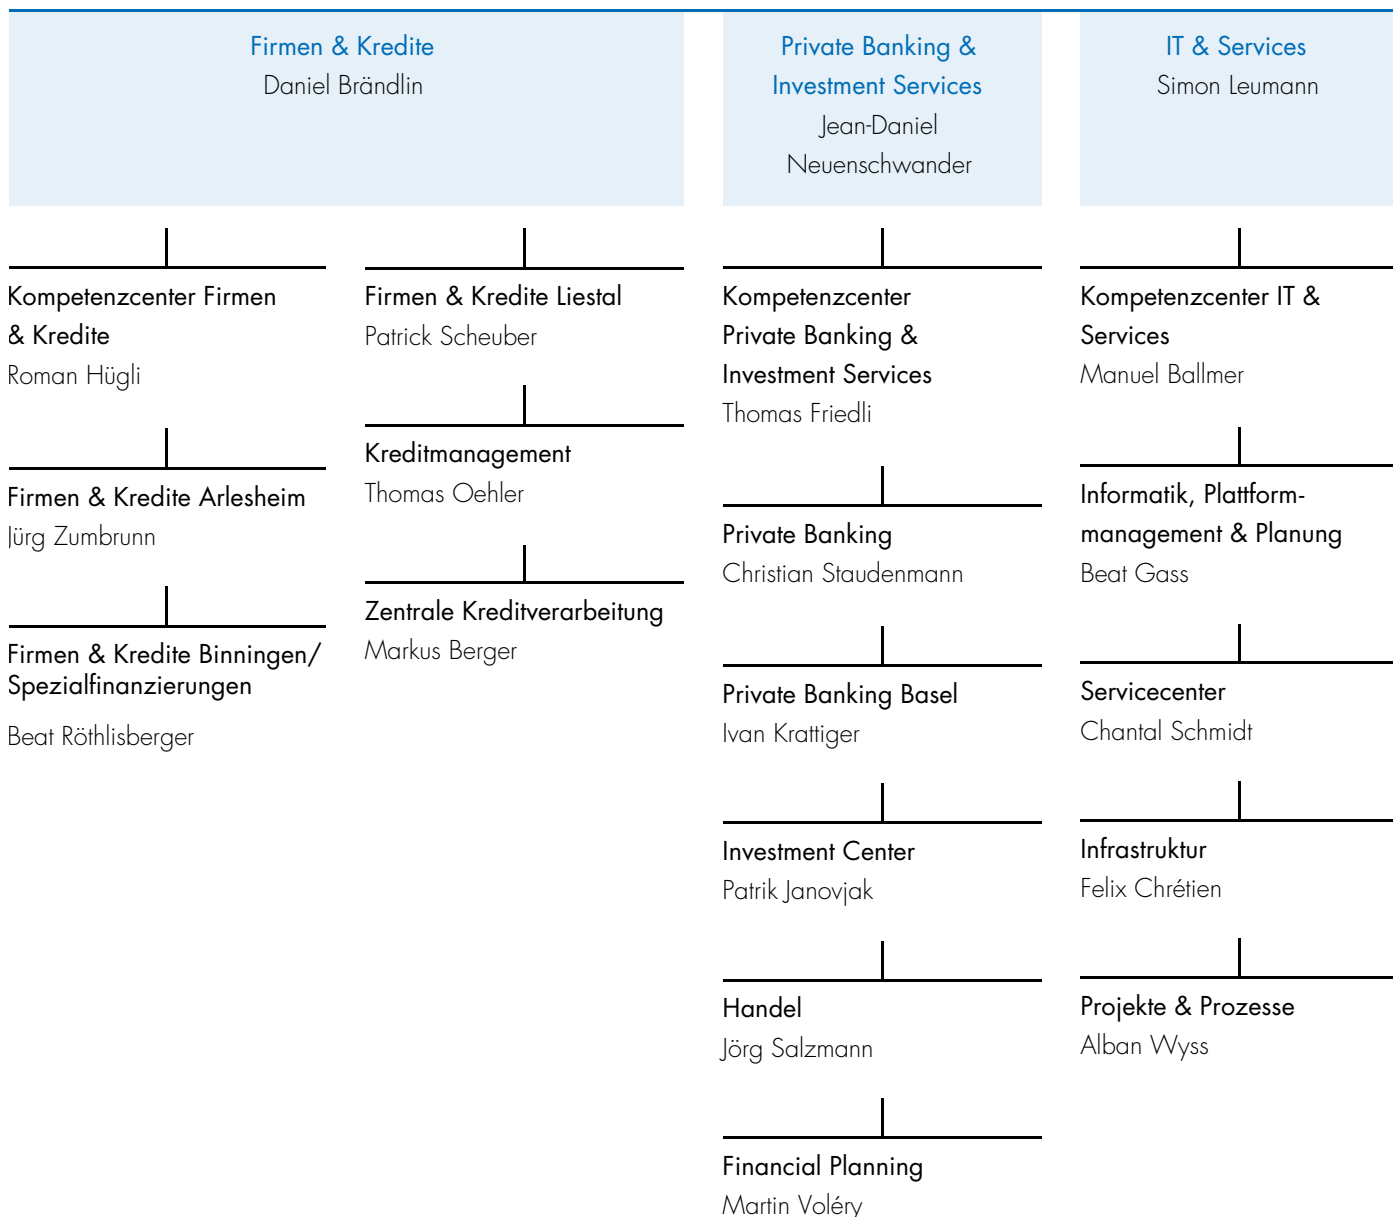 Firmen & Kredite
Daniel Brändlin
Private Banking &
Investment Services
Jean-Daniel
Neuenschwander
IT & Services
Simon Leumann
Kompetenzcenter Firmen
& Kredite
Roman Hügli
Firmen & Kredite Arlesheim
Jürg Zumbrunn
Firmen & Kredite Binningen/
Spezialfinanzierungen
Beat Röthlisberger
Firmen & Kredite Liestal
Patrick Scheuber
Kreditmanagement
Thomas Oehler
Zentrale Kreditverarbeitung
Markus Berger
Kompetenzcenter
Private Banking &
Investment Services
Thomas Friedli
Private Banking
Christian Staudenmann
Private Banking Basel
Ivan Krattiger
Investment Center
Patrik Janovjak
Handel
Jörg Salzmann
Financial Planning
Martin Voléry
Kompetenzcenter IT &
Services
Manuel Ballmer
Informatik, Plattform-
management & Planung
Beat Gass
Servicecenter
Chantal Schmidt
Infrastruktur
Felix Chrétien
Projekte & Prozesse
Alban Wyss